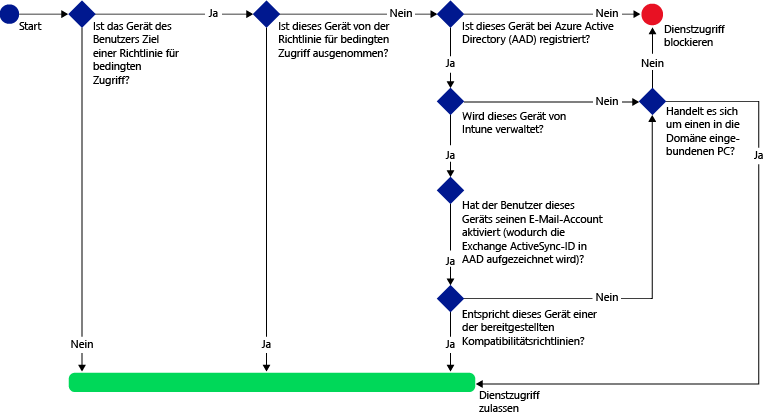 Start
Ist das Gerät des
Benutzers Ziel
einer Richtlinie für
bedingten
Zugriff?
Ja
Ist dieses Gerät von der
Richtlinie für bedingten
Zugriff ausgenommen?
Nein
Ist dieses Gerät bei Azure Active
Directory (AAD) registriert?
Nein
Dienstzugriff
blockieren
Ja
Nein
Wird dieses Gerät von
Intune verwaltet?
Nein
Handelt es sich
um einen in die
Domäne einge-
bundenen PC?
Ja
Ja
Hat der Benutzer dieses
Geräts seinen E-Mail-Account
aktiviert (wodurch die
Exchange ActiveSync-ID in
AAD aufgezeichnet wird)?
Ja
Nein
Entspricht dieses Gerät einer
der bereitgestellten
Kompatibilitätsrichtlinien?
Nein
Ja
Ja
Dienstzugriff
zulassen